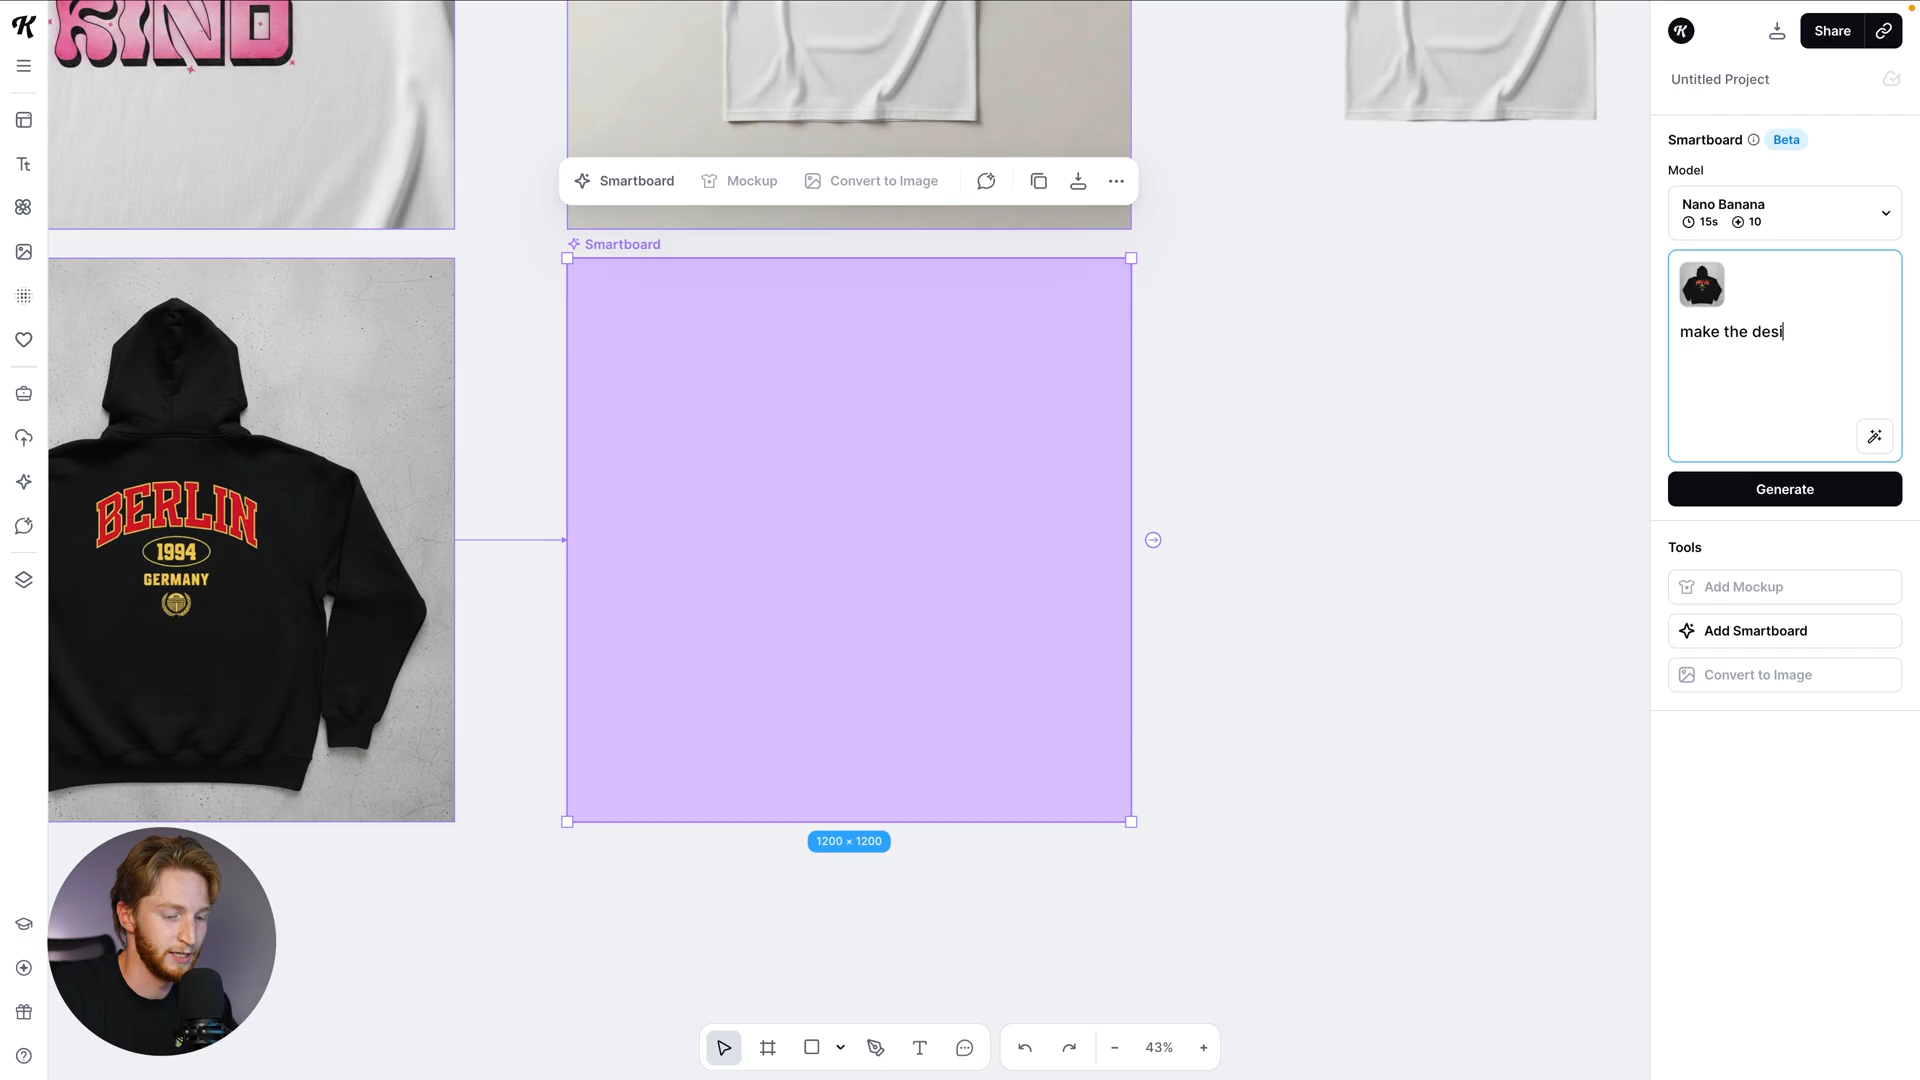 KIND
Smartboard
Mockup
Convert to Image
Smartboard
BERLIN
1994
GERMANY
1200 × 1200
43%
Share
Untitled Project
Smartboard
Beta
Model
Nano Banana
15s
10
make the desi
Generate
Tools
Add Mockup
Add Smartboard
Convert to Image
K
K
Tt